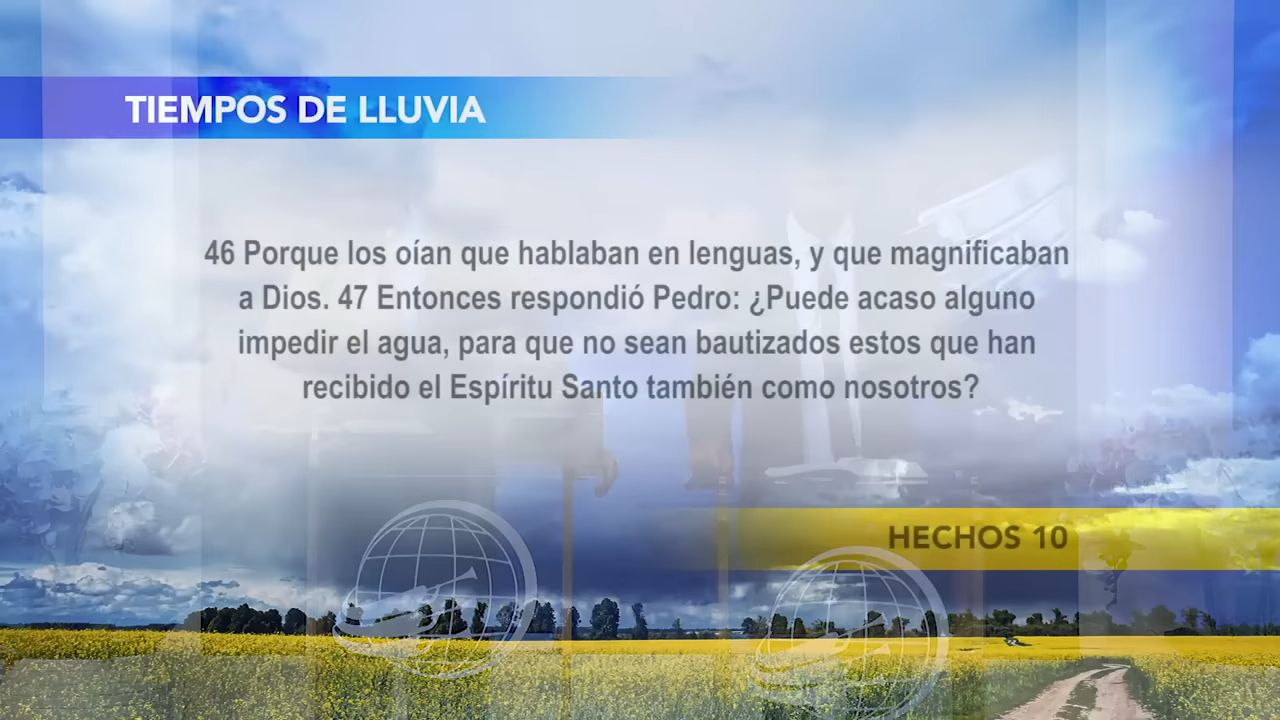 TIEMPOS DE LLUVIA
46 Porque los oían que hablaban en lenguas, y que magnificaban
a Dios. 47 Entonces respondió Pedro: ¿Puede acaso alguno
impedir el agua, para que no sean bautizados estos que han
recibido el Espíritu Santo también como nosotros?
HECHOS 10